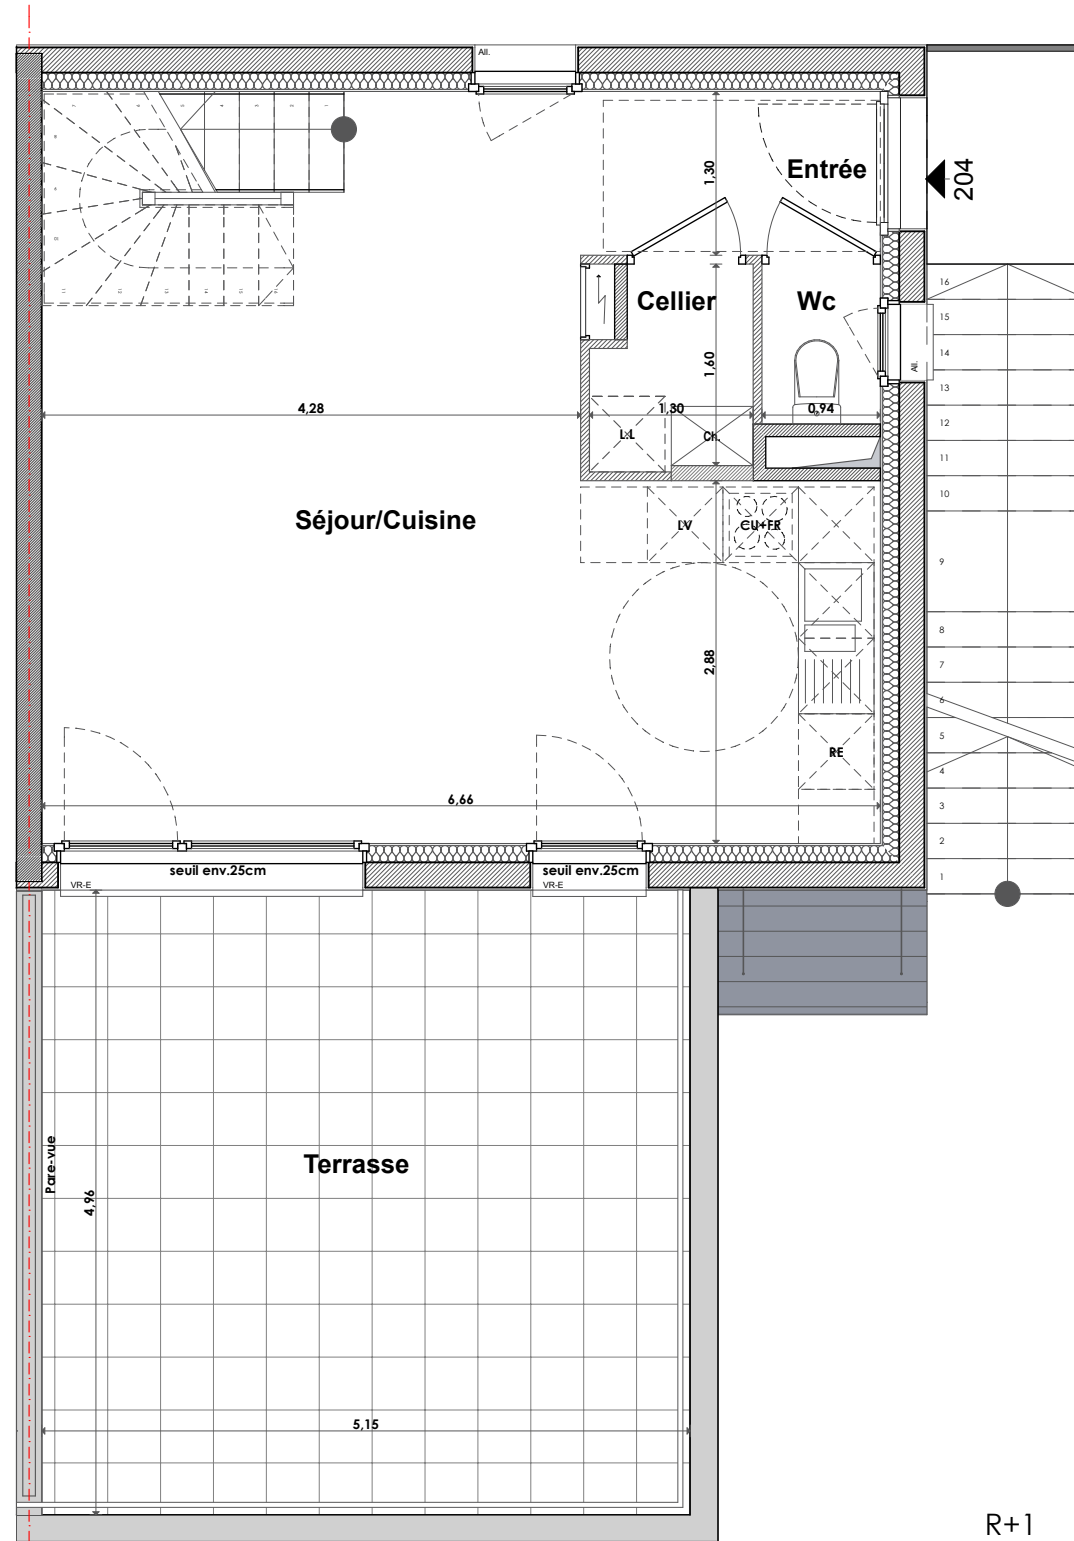 All.
Entrée
204
1,30
Cellier
Wc
1,60
All.
4,28
1,30
0,94
L.L
Ch.
Séjour/Cuisine
LV
CU+FR
2,88
RE
6,66
seuil env.25cm
seuil env.25cm
VR-E
VR-E
16
15
14
13
12
11
10
9
8
7
6
5
4
3
2
1
Pare-vue
Terrasse
4,96
5,15
R+1